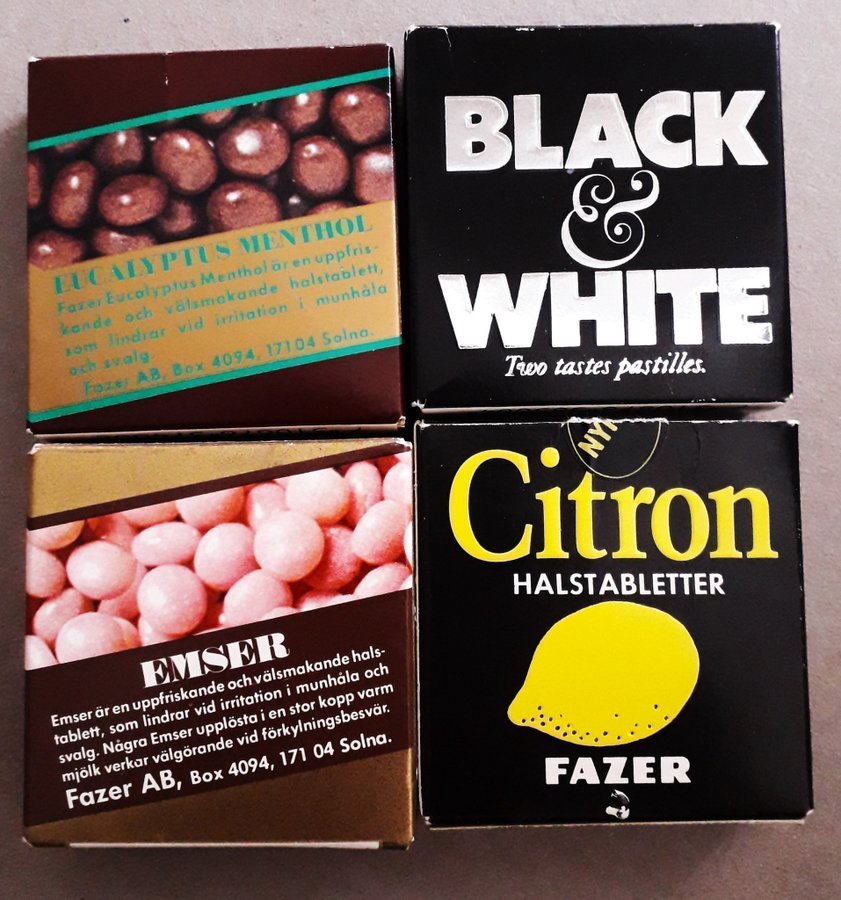 EUCALYPTUS MENTHOL
Fazer Eucalyptus Menthol är en uppfris-
kande och välsmakande halstablett,
som lindrar vid irritation i munhåla
och svalg.
Fazer AB, Box 4094, 171 04 Solna.
BLACK
&
WHITE
Two tastes pastilles.
EMSER
Emser är en uppfriskande och välsmakande hals-
tablett, som lindrar vid irritation i munhåla och
svalg. Några Emser upplösta i en stor kopp varm
mjölk verkar välgörande vid förkylningsbesvär.
Fazer AB, Box 4094, 171 04 Solna.
Citron
HALSTABLETTER
FAZER